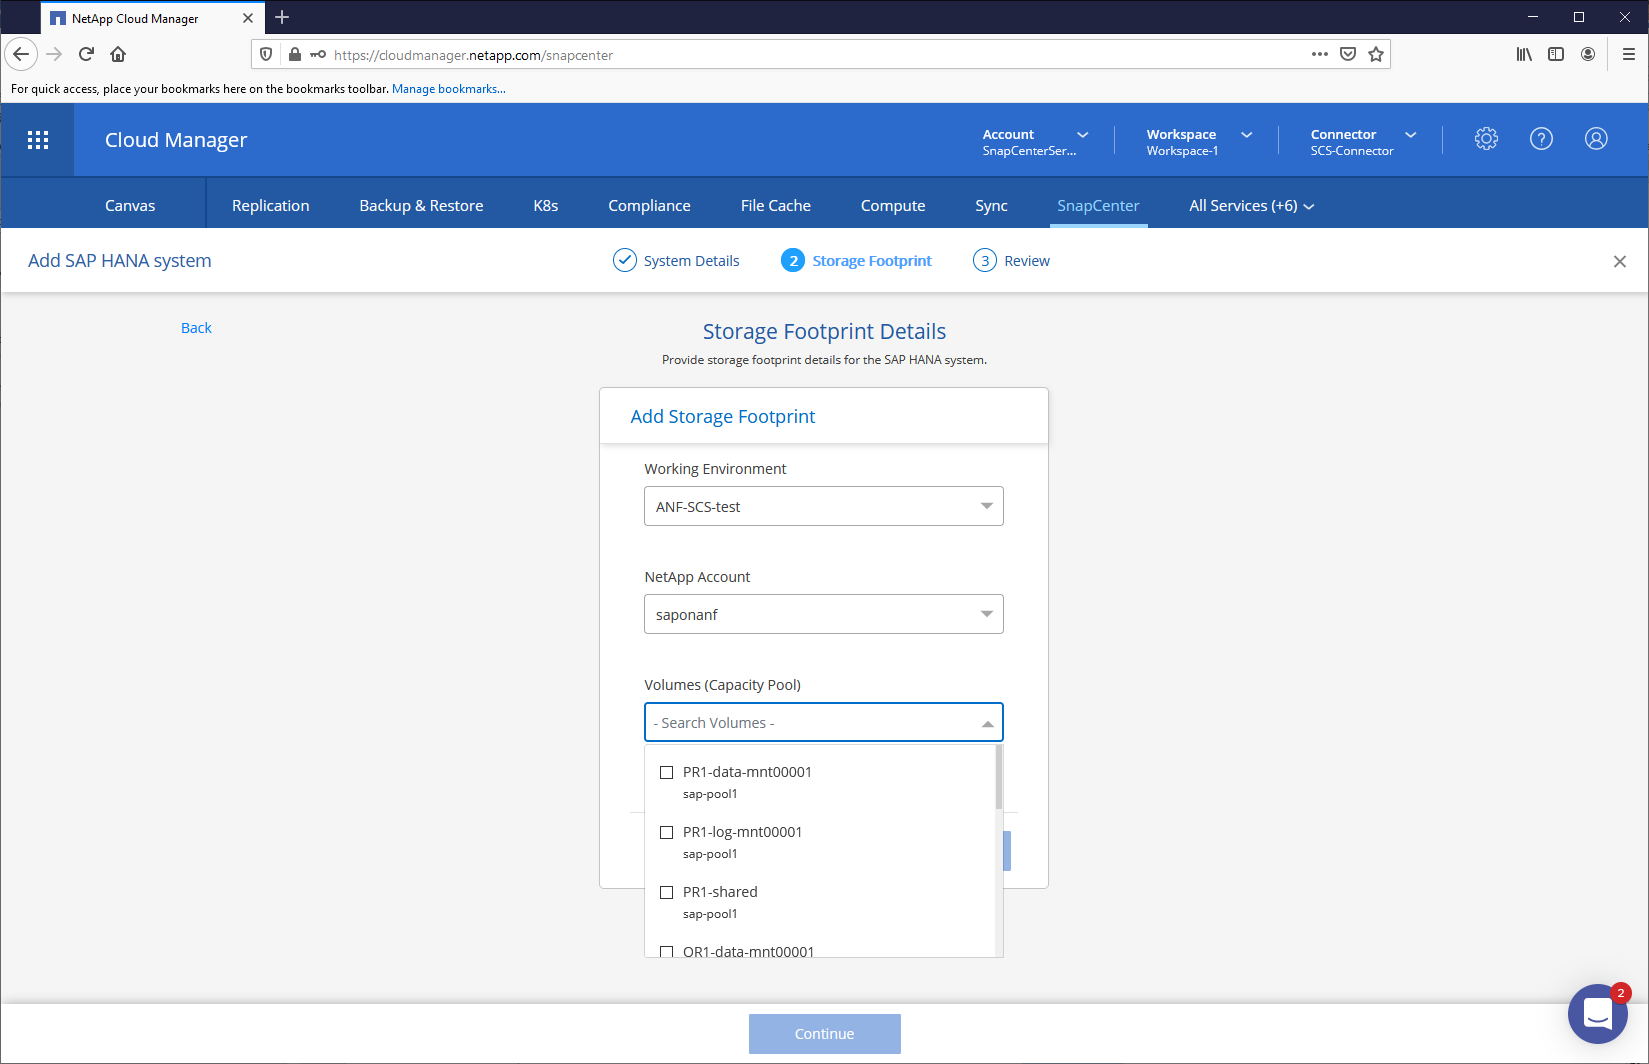 NetApp Cloud Manager
https://cloudmanager.netapp.com/snapcenter
For quick access, place your bookmarks here on the bookmarks toolbar. Manage bookmarks...
Cloud Manager
Account
SnapCenterSer...
Workspace
Workspace-1
Connector
SCS-Connector
Canvas
Replication
Backup & Restore
K8s
Compliance
File Cache
Compute
Sync
SnapCenter
All Services (+6)
Add SAP HANA system
System Details
2 Storage Footprint
3 Review
Back
Storage Footprint Details
Provide storage footprint details for the SAP HANA system.
Add Storage Footprint
Working Environment
ANF-SCS-test
NetApp Account
saponanf
Volumes (Capacity Pool)
- Search Volumes -
PR1-data-mnt00001
sap-pool1
PR1-log-mnt00001
sap-pool1
PR1-shared
sap-pool1
QR1-data-mnt00001
2
Continue